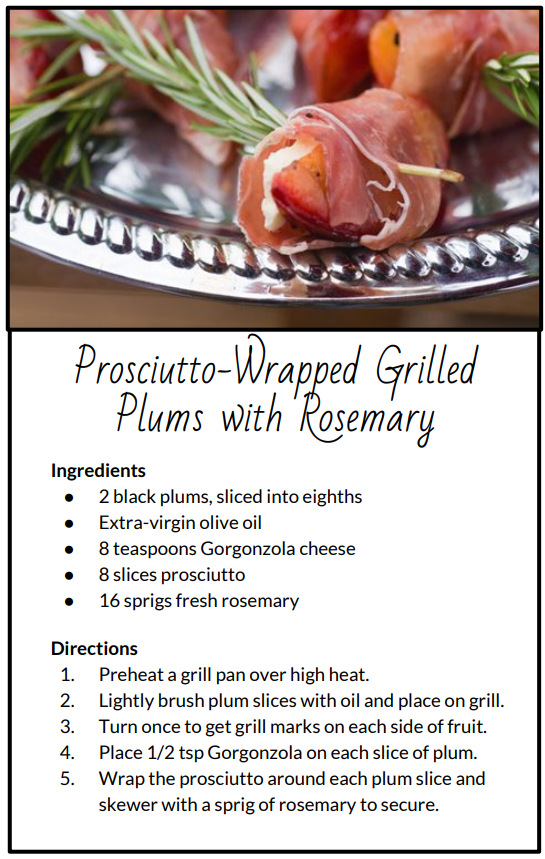 Prosciutto-Wrapped Grilled
Plums with Rosemary
Ingredients
● 2 black plums, sliced into eighths
● Extra-virgin olive oil
● 8 teaspoons Gorgonzola cheese
● 8 slices prosciutto
● 16 sprigs fresh rosemary
Directions
1. Preheat a grill pan over high heat.
2. Lightly brush plum slices with oil and place on grill.
3. Turn once to get grill marks on each side of fruit.
4. Place 1/2 tsp Gorgonzola on each slice of plum.
5. Wrap the prosciutto around each plum slice and
skewer with a sprig of rosemary to secure.